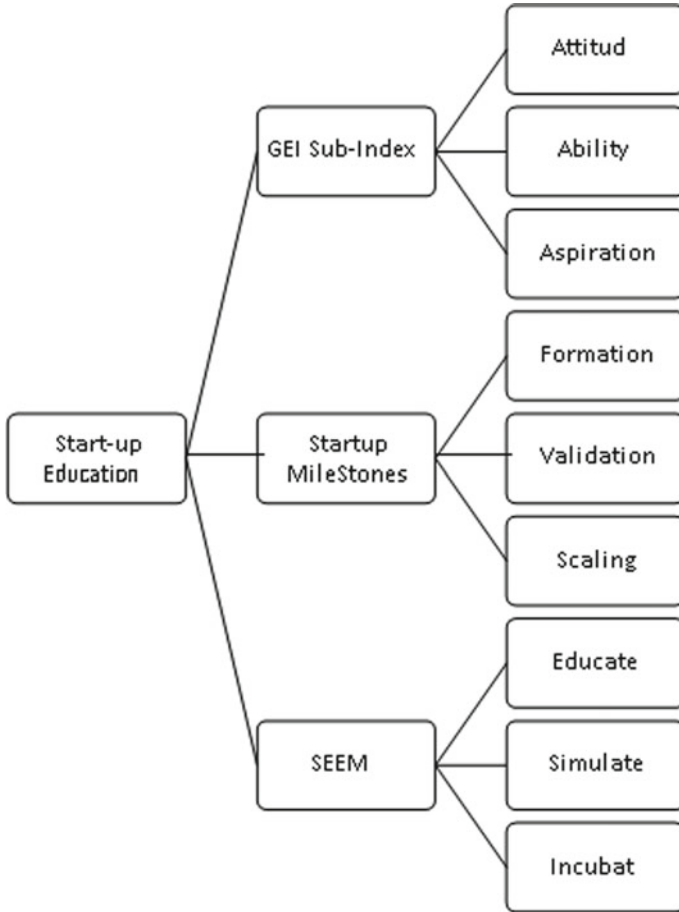 Start-up
Education
GEI Sub-Index
Attitud
Ability
Aspiration
Startup
MileStones
Formation
Validation
Scaling
SEEM
Educate
Simulate
Incubat